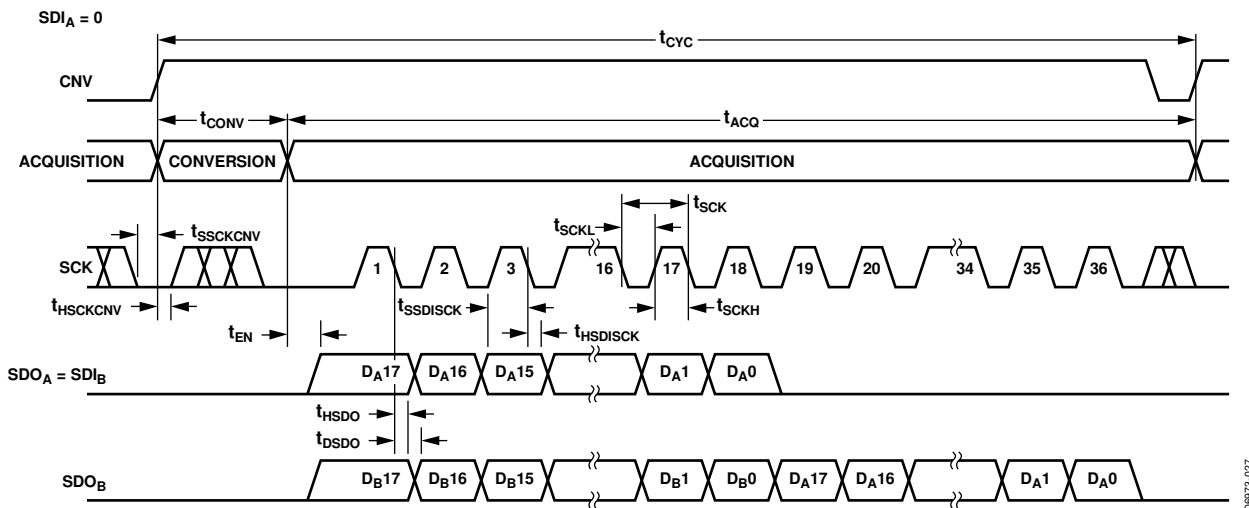 SDIA = 0
tCYC
CNV
tCONV
tACQ
ACQUISITION CONVERSION ACQUISITION
tSCK
tSCKL
tSSCKCNV
SCK 1 2 3 16 17 18 19 20 34 35 36
tHSCKCNV
tSSDISCK
tSCKH
tEN
tHSDISCK
SDOA = SDIB DA17 DA16 DA15 DA1 DA0
tHSDO
tDSDO
SDOB DB17 DB16 DB15 DB1 DB0 DA17 DA16 DA1 DA0
06973-027